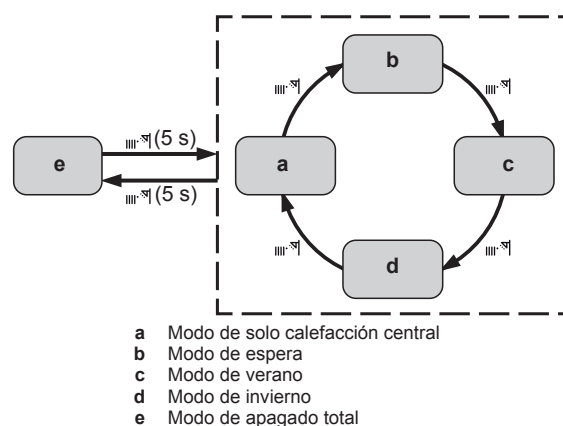 b
(5 s)
e
a
c
(5 s)
d
a Modo de solo calefacción central
b Modo de espera
c Modo de verano
d Modo de invierno
e Modo de apagado total